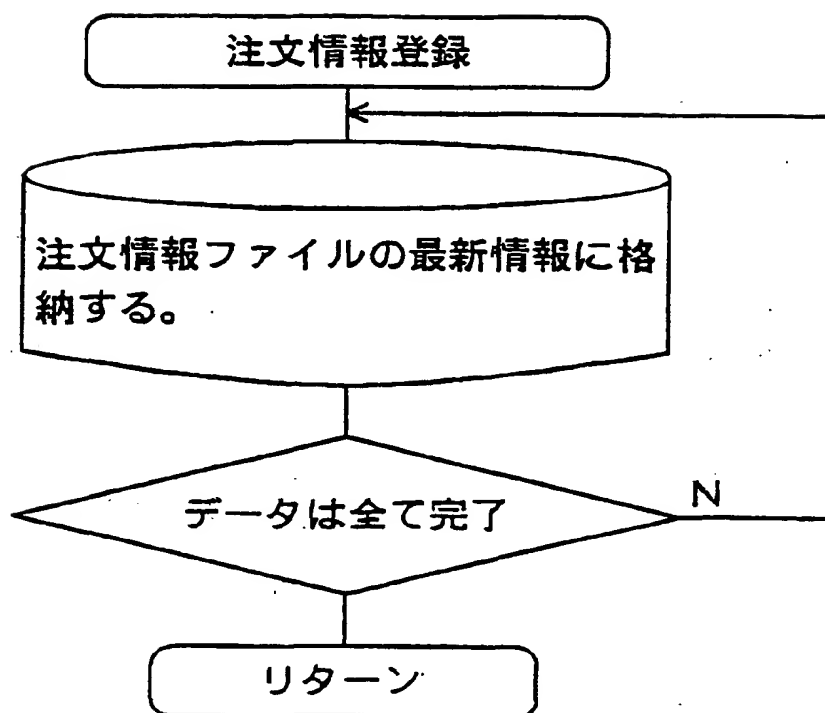 注文情報登録
注文情報ファイルの最新情報に格
納する。
データは全て完了
N
リターン